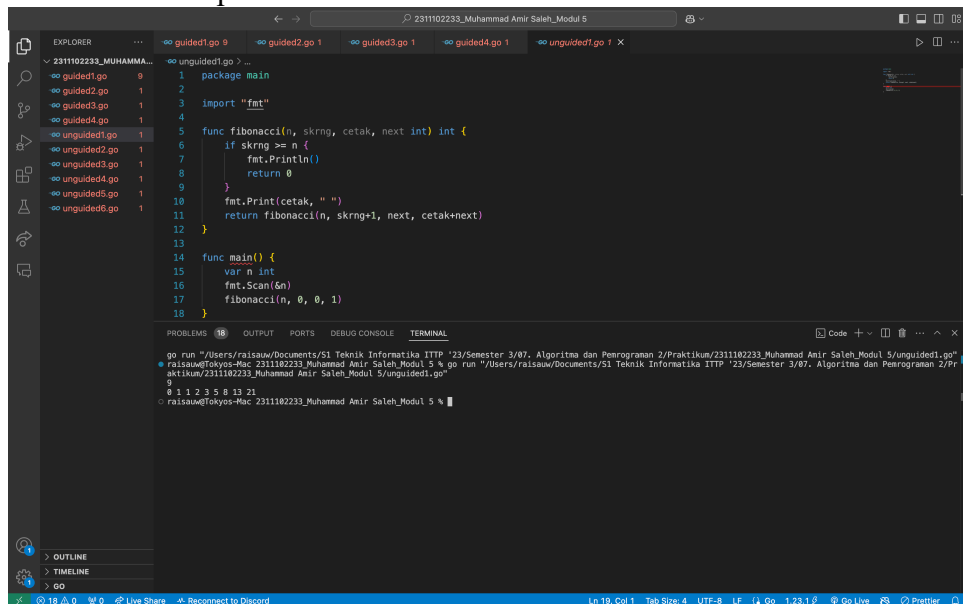 2311102233_Muhammad Amir Saleh_Modul 5
EXPLORER
guided1.go 9
guided2.go 1
guided3.go 1
guided4.go 1
unguided1.go 1
2311102233_MUHAMMA...
guided1.go 9
guided2.go 1
guided3.go 1
guided4.go 1
unguided1.go 1
unguided2.go 1
unguided3.go 1
unguided4.go 1
unguided5.go 1
unguided6.go 1
unguided1.go > ...
1 package main
2
3 import "fmt"
4
5 func fibonacci(n, skrng, cetak, next int) int {
6 if skrng >= n {
7 fmt.Println()
8 return 0
9 }
10 fmt.Print(cetak, " ")
11 return fibonacci(n, skrng+1, next, cetak+next)
12 }
13
14 func main() {
15 var n int
16 fmt.Scan(&n)
17 fibonacci(n, 0, 0, 1)
18 }
PROBLEMS 18 OUTPUT PORTS DEBUG CONSOLE TERMINAL
Code
go run "/Users/raisauw/Documents/S1 Teknik Informatika ITTP '23/Semester 3/07. Algoritma dan Pemrograman 2/Praktikum/2311102233_Muhammad Amir Saleh_Modul 5/unguided1.go"
raisauw@Tokyos-Mac 2311102233_Muhammad Amir Saleh_Modul 5 % go run "/Users/raisauw/Documents/S1 Teknik Informatika ITTP '23/Semester 3/07. Algoritma dan Pemrograman 2/Pr
aktikum/2311102233_Muhammad Amir Saleh_Modul 5/unguided1.go"
9
0 1 1 2 3 5 8 13 21
raisauw@Tokyos-Mac 2311102233_Muhammad Amir Saleh_Modul 5 %
OUTLINE
TIMELINE
GO
18 0 0 Live Share Reconnect to Discord Ln 19, Col 1 Tab Size: 4 UTF-8 LF Go 1.23.1 Go Live Prettier